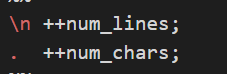 \n ++num_lines;
. ++num_chars;